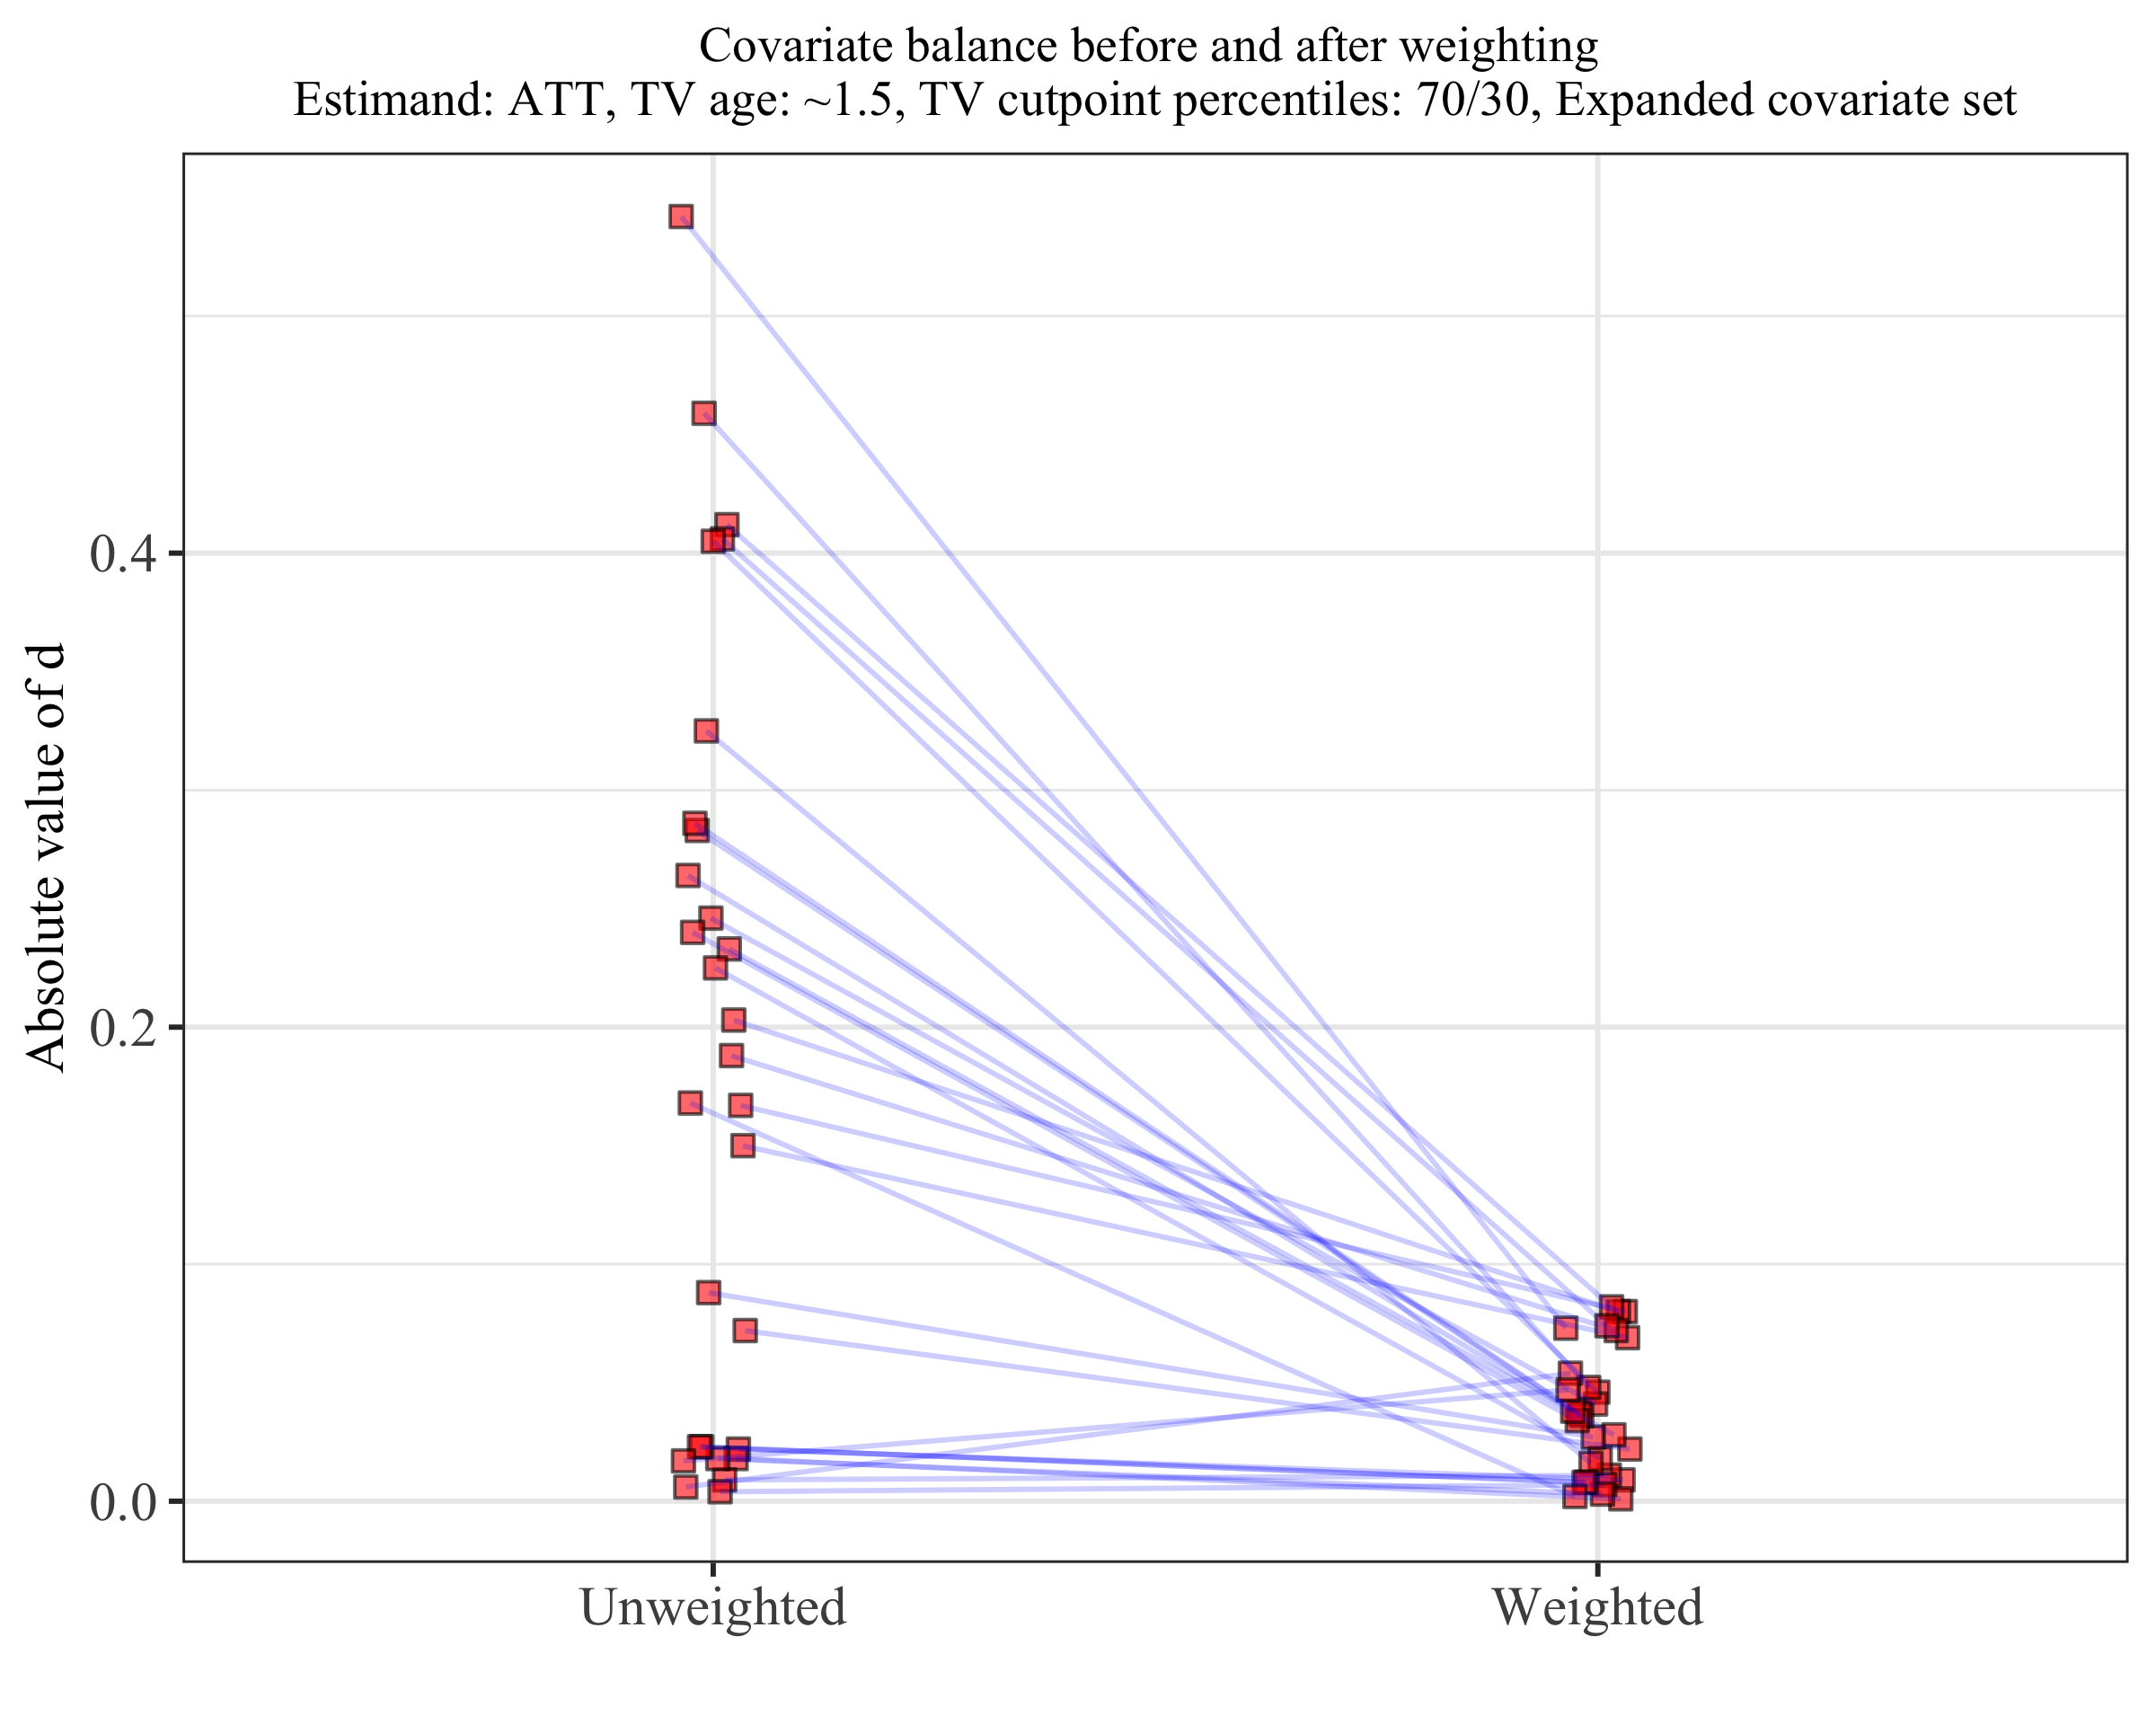 Covariate balance before and after weighting
Estimand: ATT, TV age: ~1.5, TV cutpoint percentiles: 70/30, Expanded covariate set
Absolute value of d
0.4
0.2
0.0
Unweighted
Weighted